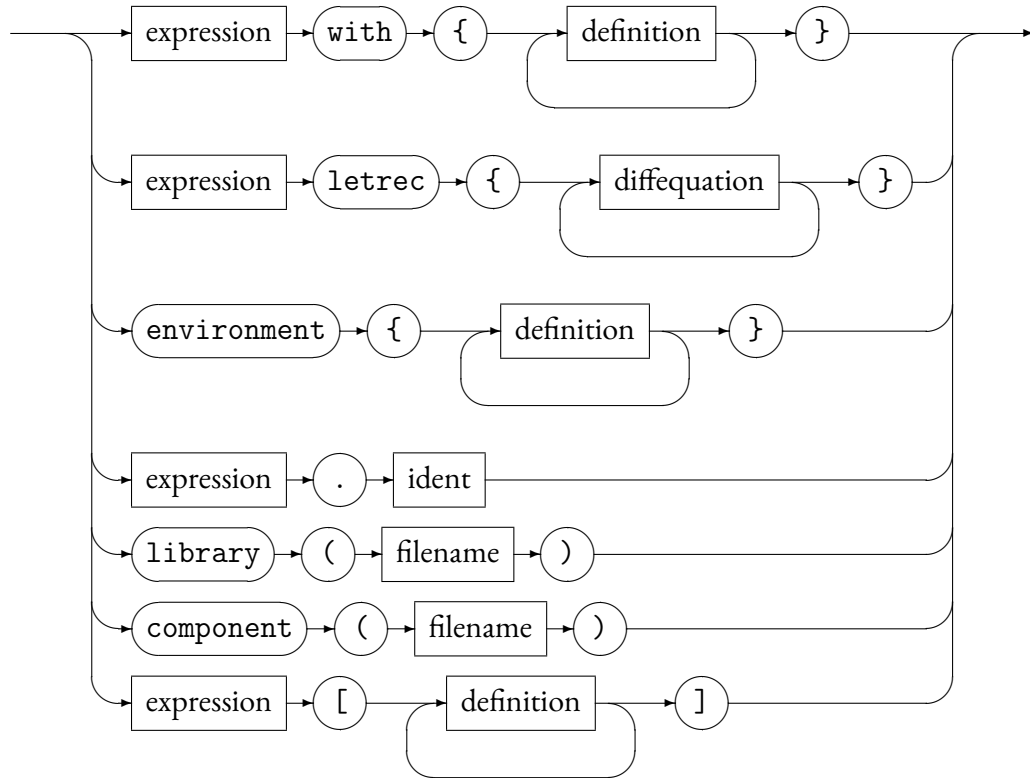 expression with { definition }
expression letrec { diffequation }
environment { definition }
expression . ident
library ( filename )
component ( filename )
expression [ definition ]